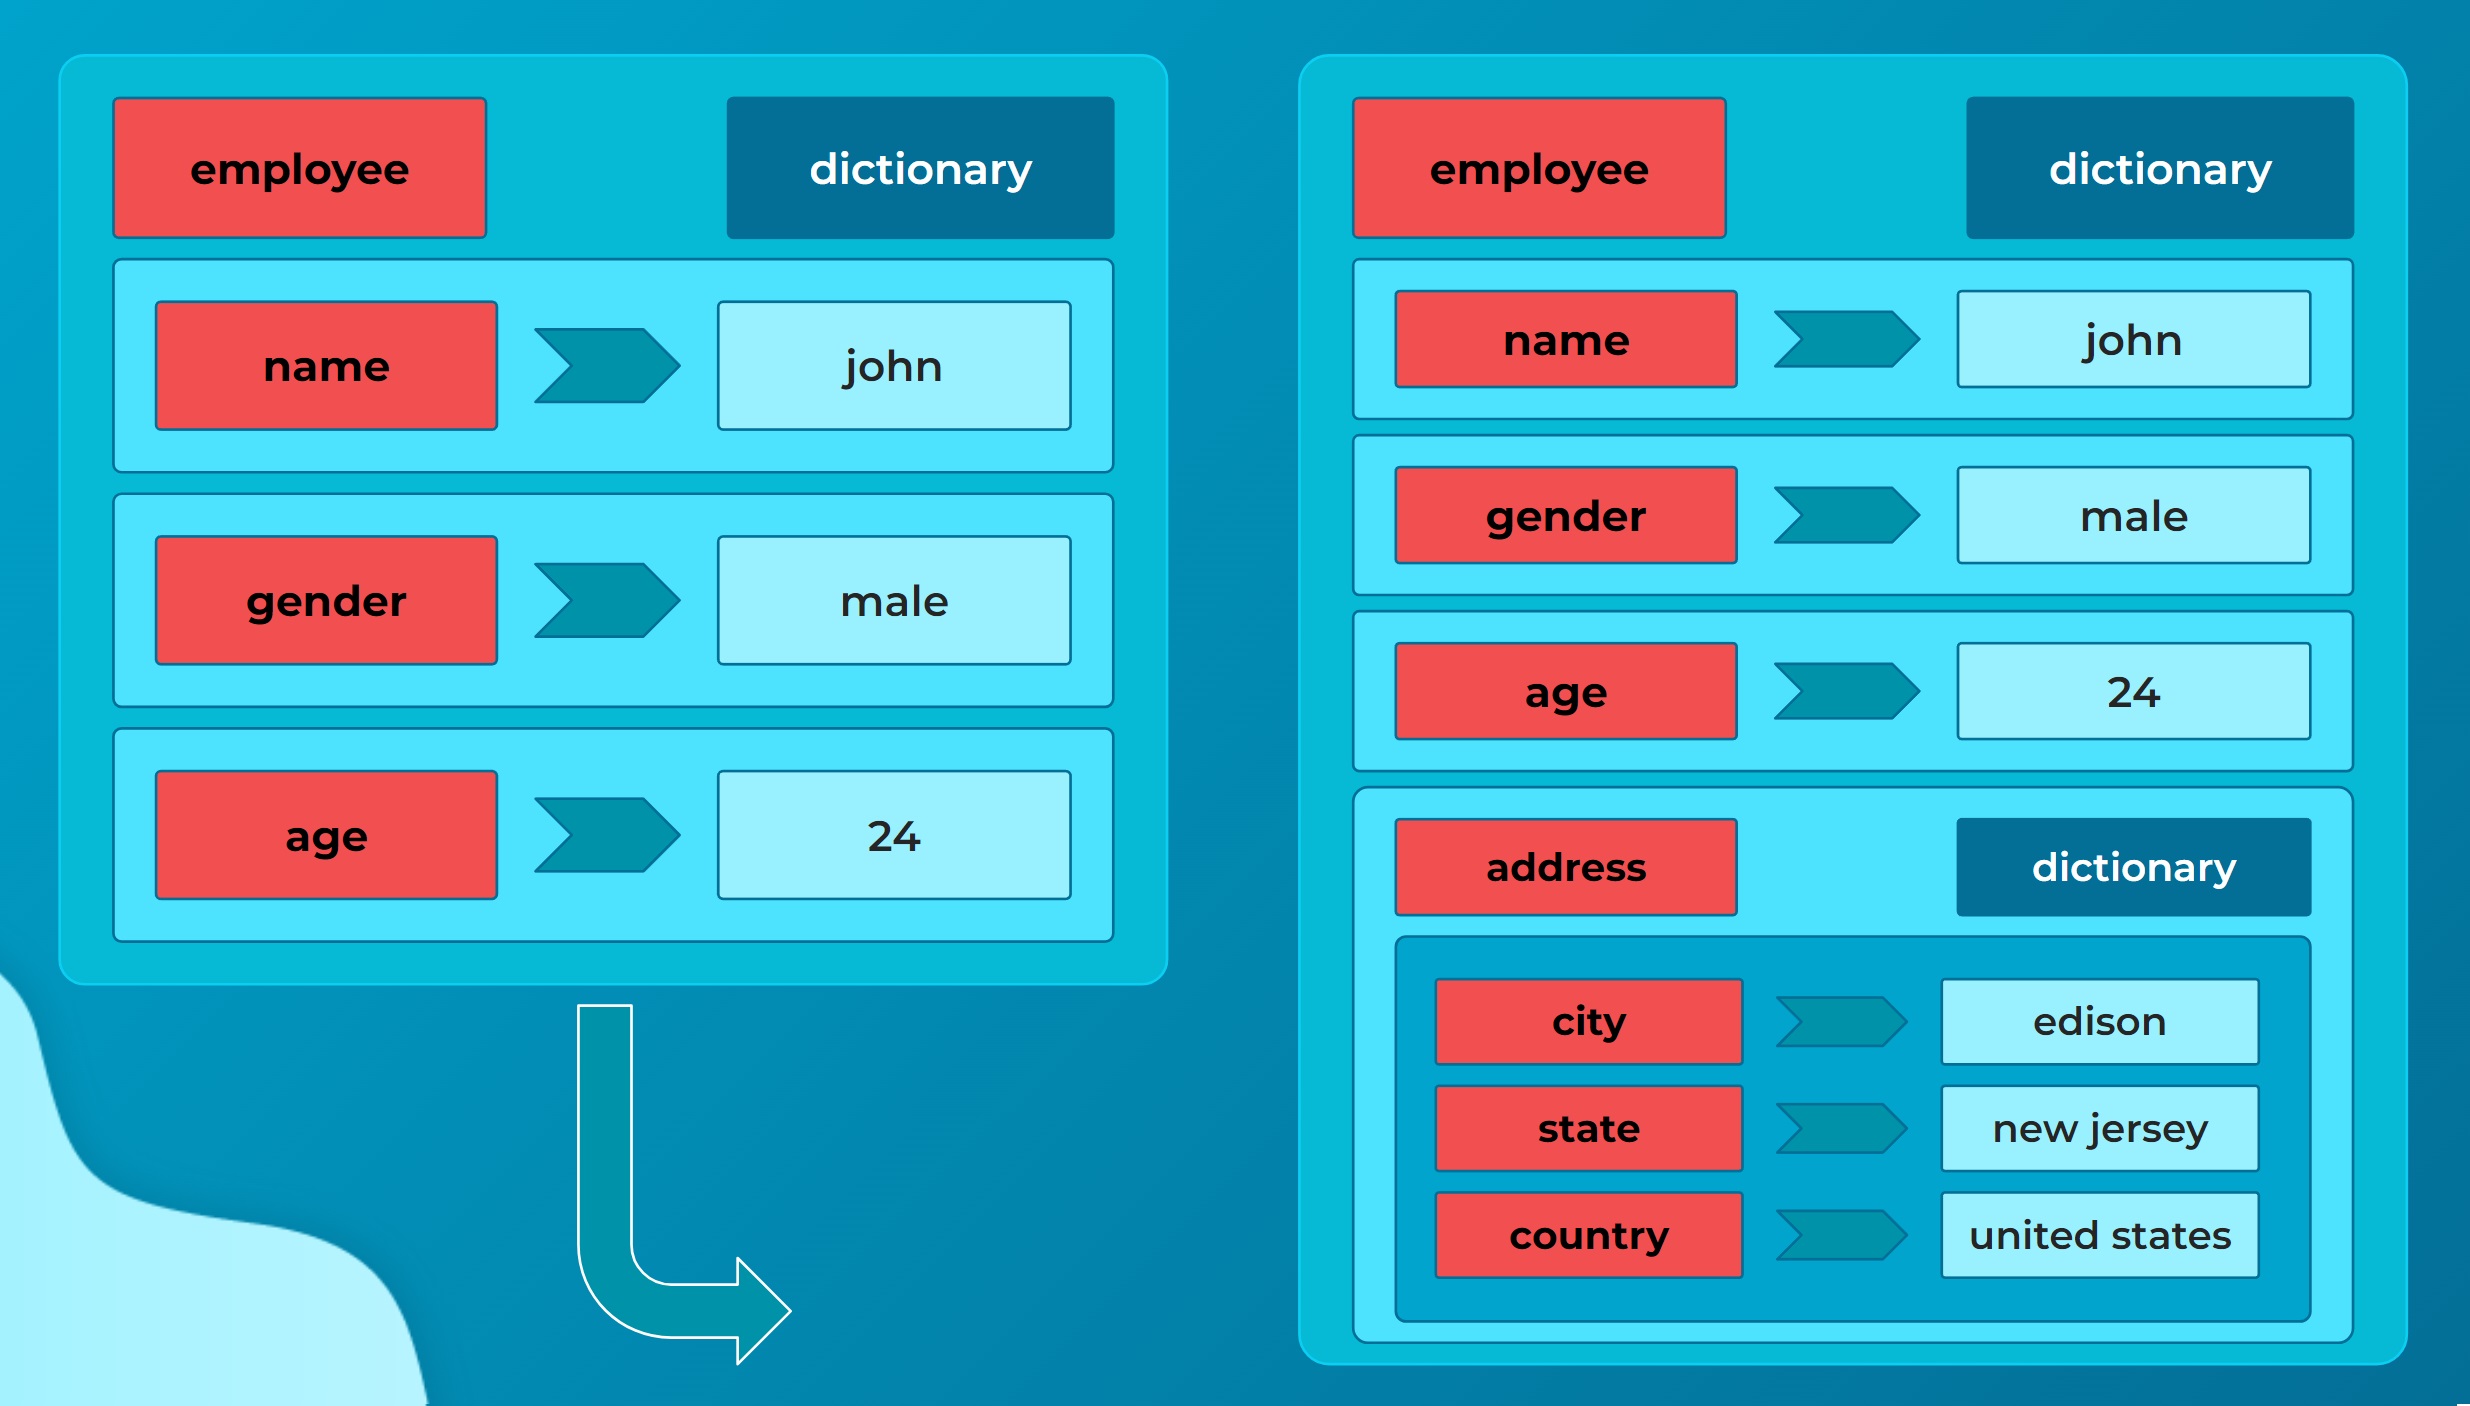 employee
dictionary
name
john
gender
male
age
24
employee
dictionary
name
john
gender
male
age
24
address
dictionary
city
edison
state
new jersey
country
united states